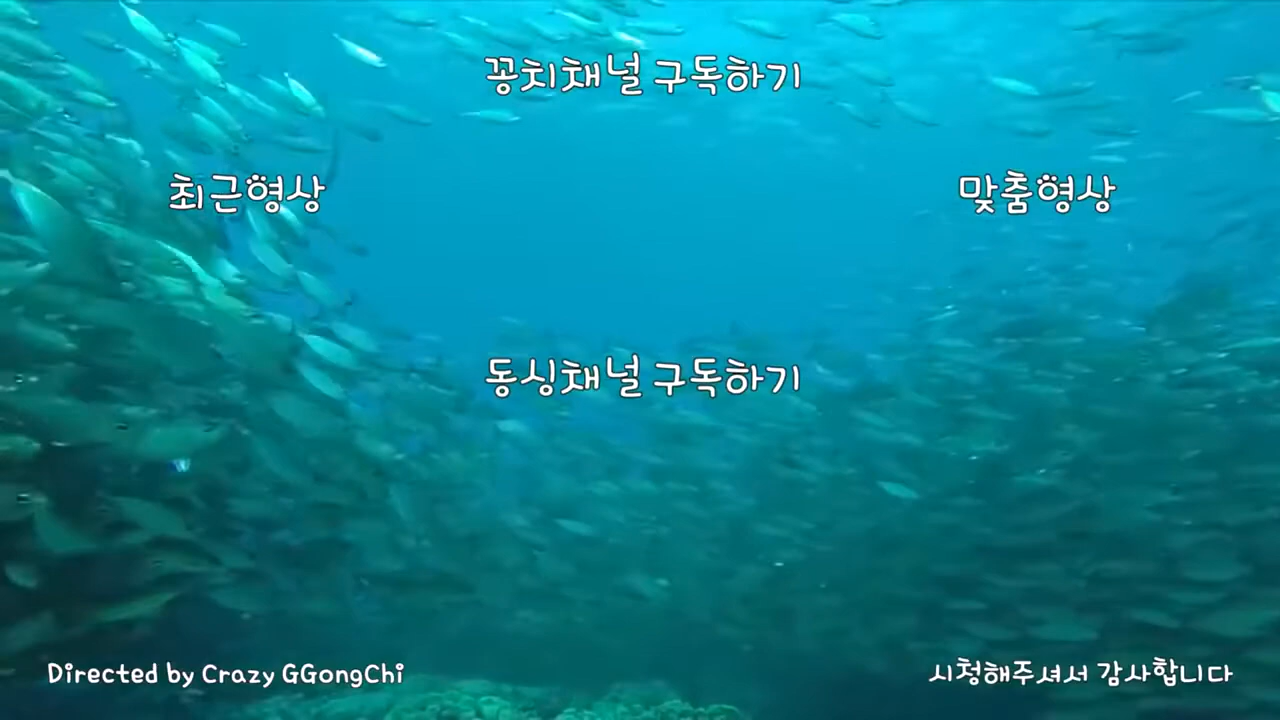 꽁치채널 구독하기
최근영상
맞춤영상
동싱채널 구독하기
Directed by Crazy GGongChi
시청해주셔서 감사합니다